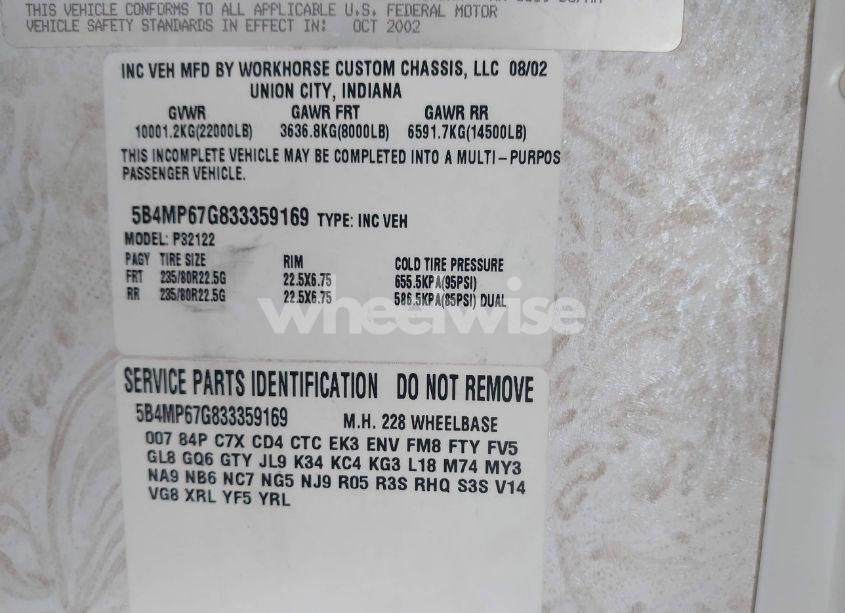 THIS VEHICLE CONFORMS TO ALL APPLICABLE U.S. FEDERAL MOTOR
VEHICLE SAFETY STANDARDS IN EFFECT IN: OCT 2002
INC VEH MFD BY WORKHORSE CUSTOM CHASSIS, LLC 08/02
UNION CITY, INDIANA
GVWR GAWR FRT GAWR RR
10001.2KG(22000LB) 3636.8KG(8000LB) 6591.7KG(14500LB)
THIS INCOMPLETE VEHICLE MAY BE COMPLETED INTO A MULTI-PURPOS
PASSENGER VEHICLE.
5B4MP67G833359169 TYPE: INC VEH
MODEL: P32122
PAGY TIRE SIZE RIM COLD TIRE PRESSURE
FRT 235/80R22.5G 22.5X6.75 655.5KPA(95PSI)
RR 235/80R22.5G 22.5X6.75 586.5KPA(85PSI) DUAL
wheelwise
SERVICE PARTS IDENTIFICATION DO NOT REMOVE
5B4MP67G833359169 M.H. 228 WHEELBASE
007 84P C7X CD4 CTC EK3 ENV FM8 FTY FV5
GL8 GQ6 GTY JL9 K34 KC4 KG3 L18 M74 MY3
NA9 NB6 NC7 NG5 NJ9 R05 R3S RHQ S3S V14
VG8 XRL YF5 YRL